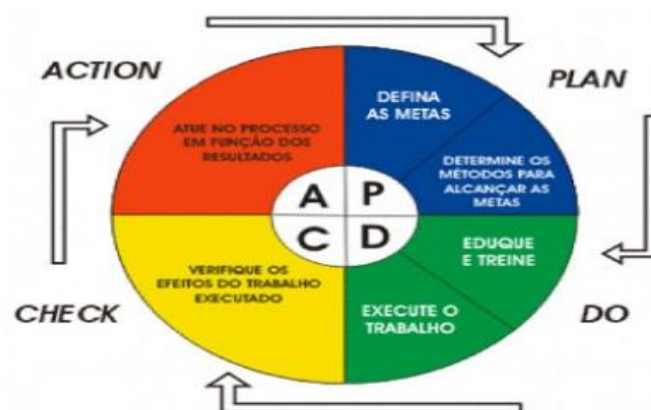 ACTION
PLAN
DEFINA
AS METAS
ATUE NO PROCESSO
EM FUNÇÃO DOS
RESULTADOS
DETERMINE OS
MÉTODOS PARA
ALCANÇAR AS
METAS
A P
C D
EDUQUE
E TREINE
VERIFIQUE OS
EFEITOS DO TRABALHO
EXECUTADO
EXECUTE O
TRABALHO
CHECK
DO